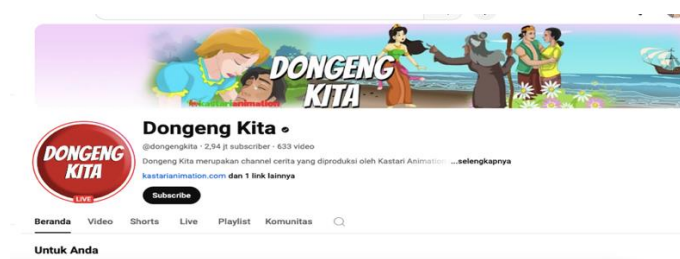 DONGENG
KITA
kastarianimation
DONGENG
KITA
LIVE
Dongeng Kita
@dongengkita · 2,94 jt subscriber · 633 video
Dongeng Kita merupakan channel cerita yang diproduksi oleh Kastari Animation ...selengkapnya
kastarianimation.com dan 1 link lainnya
Subscribe
Beranda Video Shorts Live Playlist Komunitas
Untuk Anda